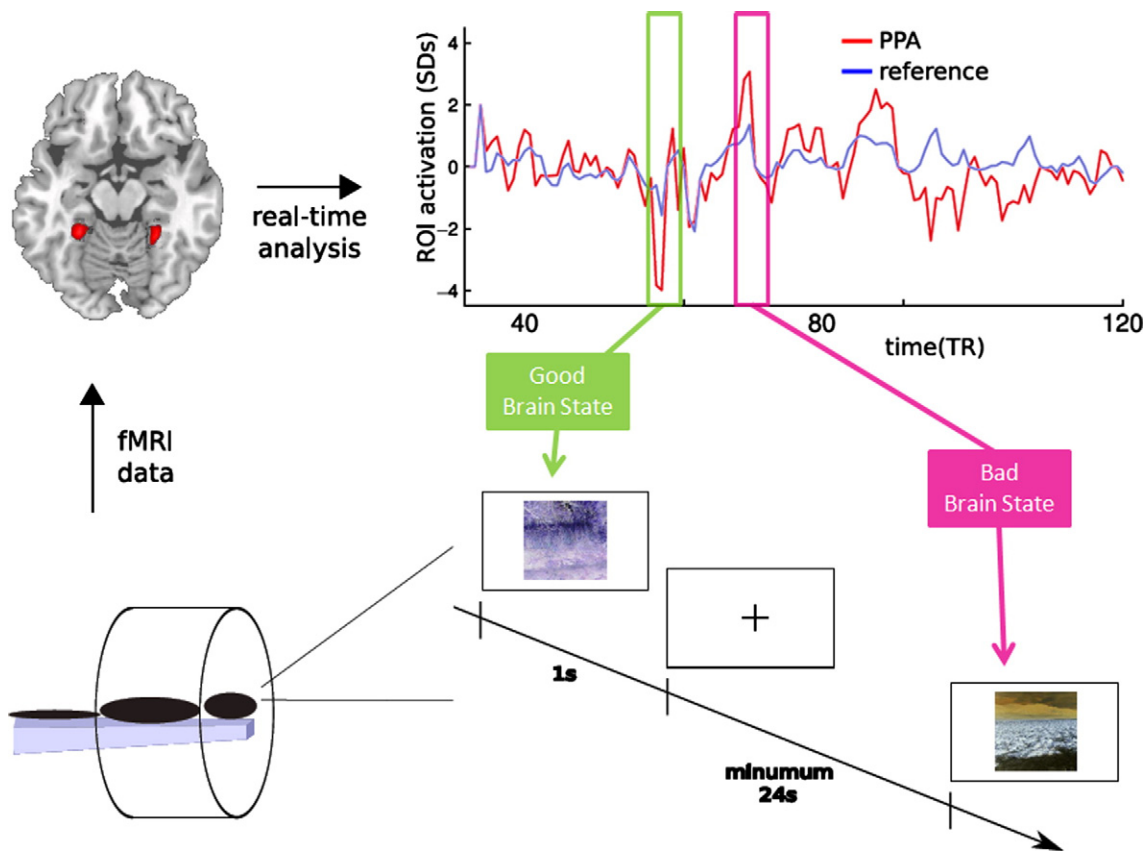 4
2
0
−2
−4
ROI activation (SDs)
PPA
reference
40
80
120
time(TR)
real-time
analysis
fMRI
data
Good
Brain State
Bad
Brain State
1s
minumum
24s